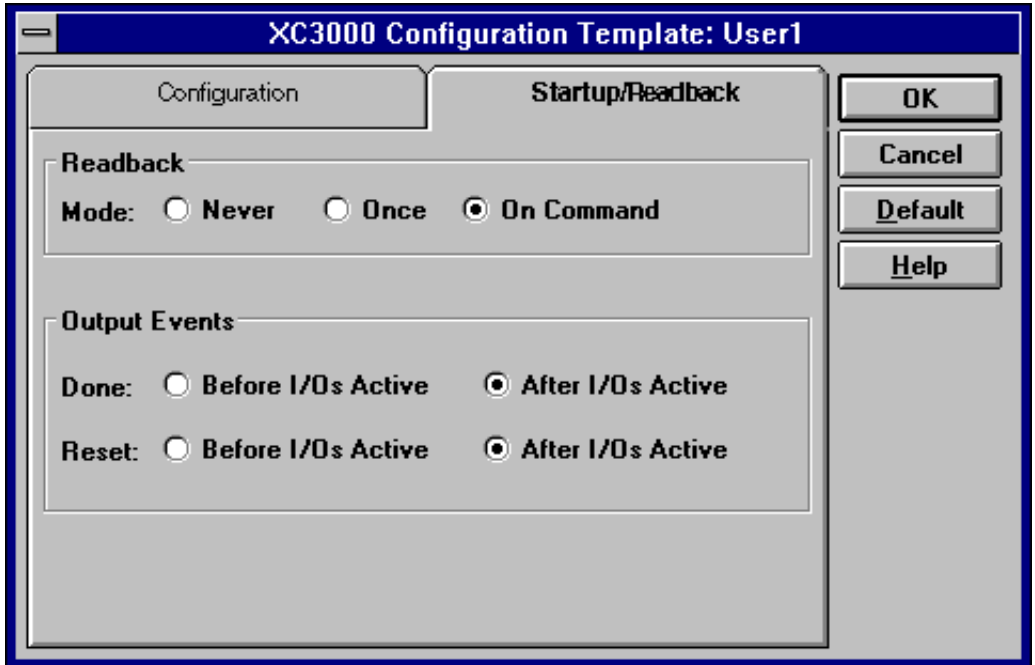 XC3000 Configuration Template: User1
Configuration
Startup/Readback
OK
Cancel
Default
Help
Readback
Mode: Never Once On Command
Output Events
Done: Before I/Os Active After I/Os Active
Reset: Before I/Os Active After I/Os Active